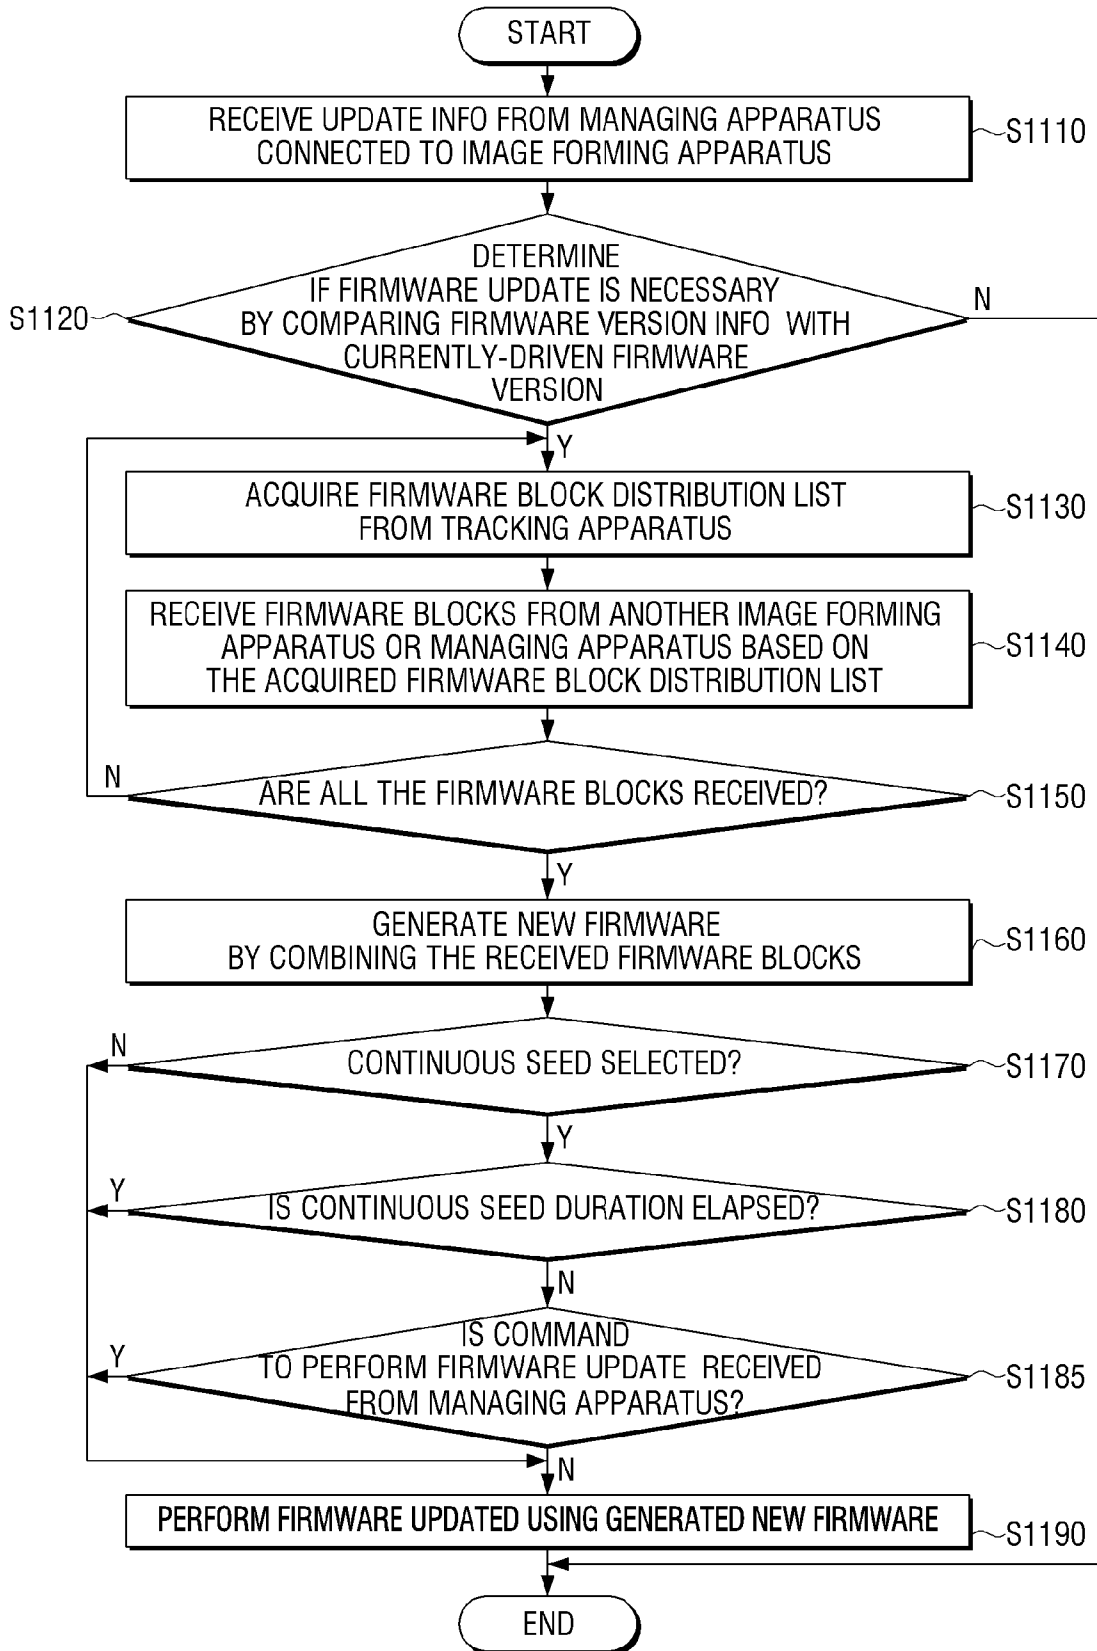 START
RECEIVE UPDATE INFO FROM MANAGING APPARATUS
CONNECTED TO IMAGE FORMING APPARATUS
S1110
DETERMINE
IF FIRMWARE UPDATE IS NECESSARY
BY COMPARING FIRMWARE VERSION INFO WITH
CURRENTLY-DRIVEN FIRMWARE
VERSION
S1120
N
Y
ACQUIRE FIRMWARE BLOCK DISTRIBUTION LIST
FROM TRACKING APPARATUS
S1130
RECEIVE FIRMWARE BLOCKS FROM ANOTHER IMAGE FORMING
APPARATUS OR MANAGING APPARATUS BASED ON
THE ACQUIRED FIRMWARE BLOCK DISTRIBUTION LIST
S1140
N
ARE ALL THE FIRMWARE BLOCKS RECEIVED?
S1150
Y
GENERATE NEW FIRMWARE
BY COMBINING THE RECEIVED FIRMWARE BLOCKS
S1160
N
CONTINUOUS SEED SELECTED?
S1170
Y
Y
IS CONTINUOUS SEED DURATION ELAPSED?
S1180
N
Y
IS COMMAND
TO PERFORM FIRMWARE UPDATE RECEIVED
FROM MANAGING APPARATUS?
S1185
N
PERFORM FIRMWARE UPDATED USING GENERATED NEW FIRMWARE
S1190
END